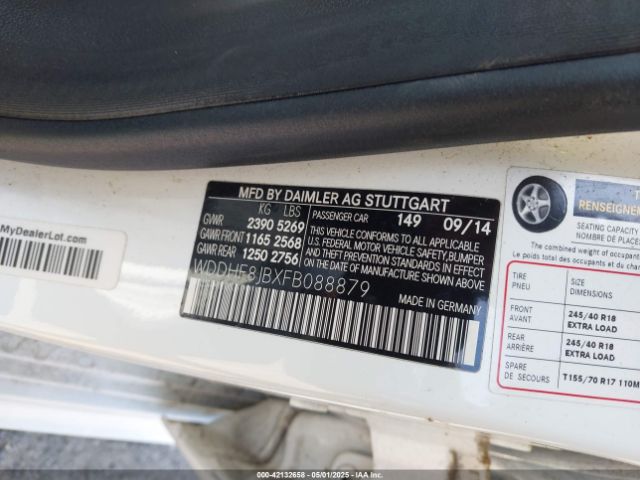 MFD BY DAIMLER AG STUTTGART
KG LBS
GVWR 2390 5269
GAWR FRONT 1165 2568
GAWR REAR 1250 2756
PASSENGER CAR 149 09/14
THIS VEHICLE CONFORMS TO ALL APPLICABLE
U.S. FEDERAL MOTOR VEHICLE SAFETY,BUMPER
AND THEFT PREVENTION STANDARDS IN EFFECT
ON THE DATE OF MANUFACTURE SHOWN ABOVE.
WDDHF8JBXFB088879
MADE IN GERMANY
MyDealerLot.com
RENSEIGNEMEN
SEATING CAPACITY
NOMBRE DE PLACES
The combined weight of occupants
Le poids total des occupants
TIRE
PNEU
SIZE
DIMENSIONS
FRONT
AVANT
245/40 R18
EXTRA LOAD
REAR
ARRIÈRE
245/40 R18
EXTRA LOAD
SPARE
DE SECOURS
T155/70 R17 110M
000-42132658 - 05/01/2025 - IAAI.COM